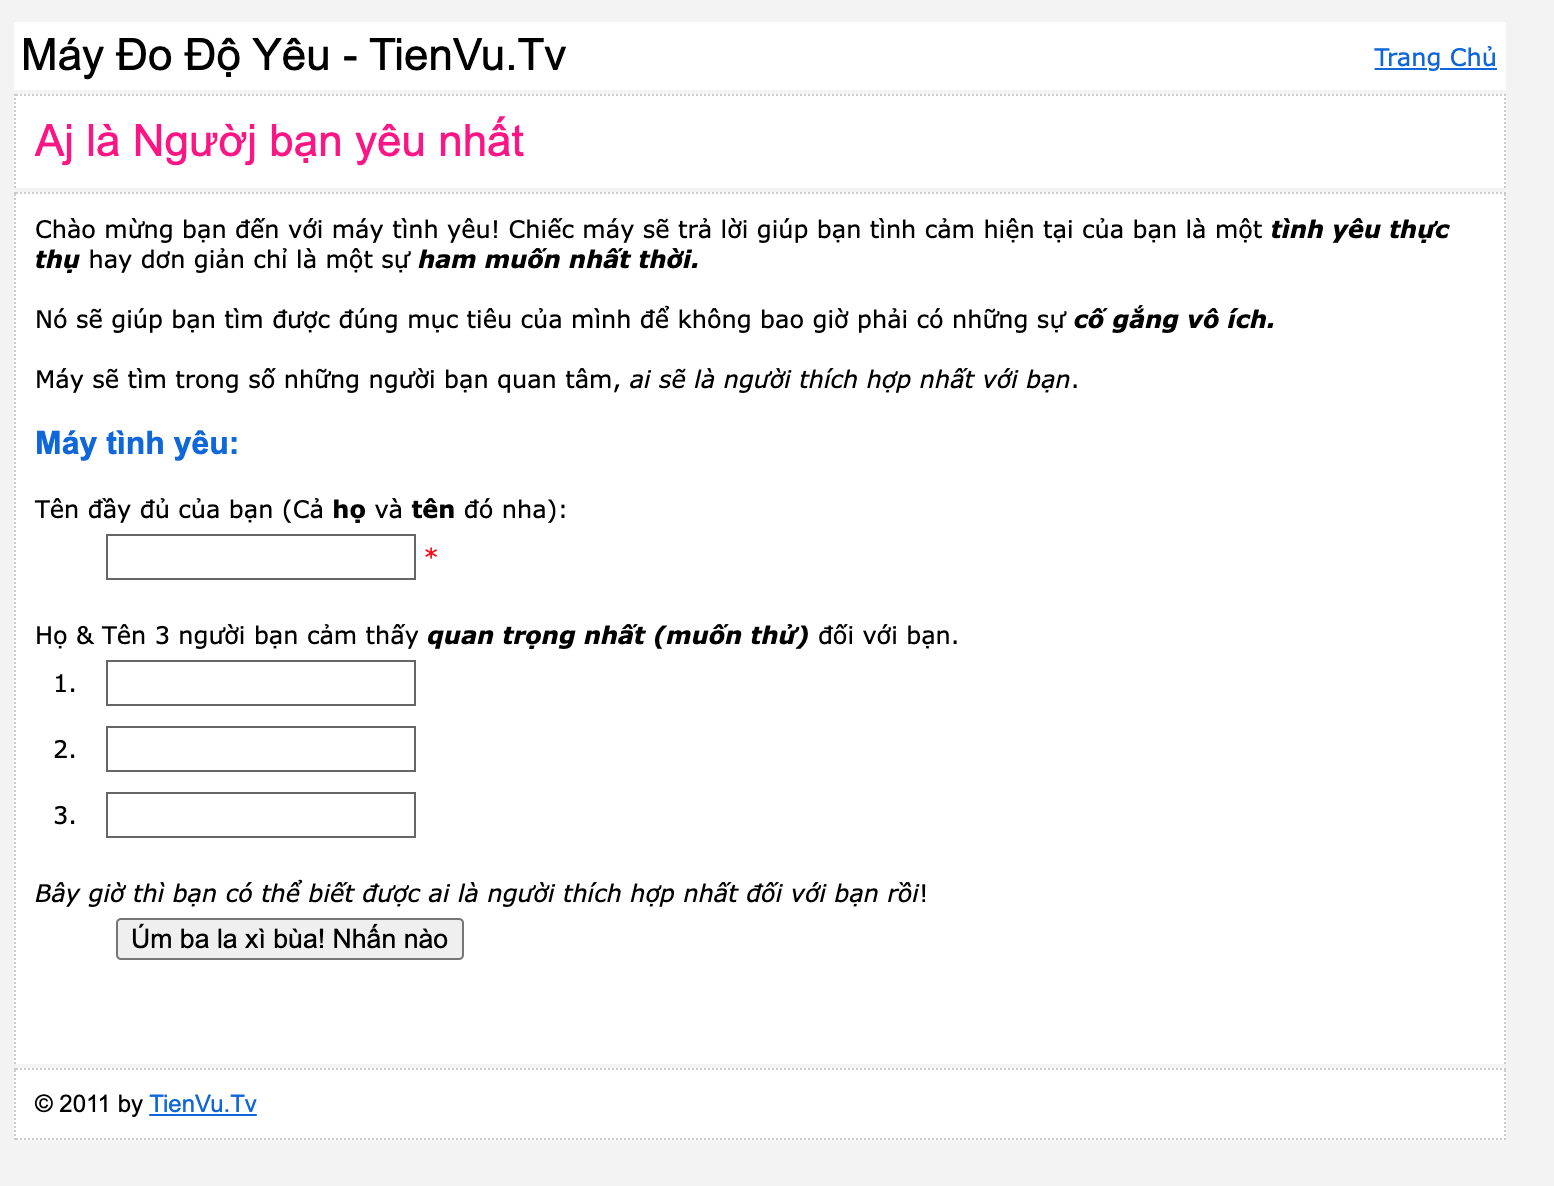 Máy Đo Độ Yêu - TienVu.Tv
Trang Chủ
Aj là Ngườj bạn yêu nhất
Chào mừng bạn đến với máy tình yêu! Chiếc máy sẽ trả lời giúp bạn tình cảm hiện tại của bạn là một tình yêu thực
thụ hay dơn giản chỉ là một sự ham muốn nhất thời.
Nó sẽ giúp bạn tìm được đúng mục tiêu của mình để không bao giờ phải có những sự cố gắng vô ích.
Máy sẽ tìm trong số những người bạn quan tâm, ai sẽ là người thích hợp nhất với bạn.
Máy tình yêu:
Tên đầy đủ của bạn (Cả họ và tên đó nha):
*
Họ & Tên 3 người bạn cảm thấy quan trọng nhất (muốn thử) đối với bạn.
1.
2.
3.
Bây giờ thì bạn có thể biết được ai là người thích hợp nhất đối với bạn rồi!
Úm ba la xì bùa! Nhấn nào
© 2011 by TienVu.Tv